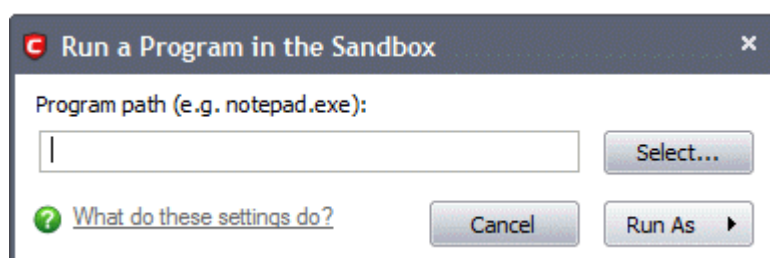 Run a Program in the Sandbox
Program path (e.g. notepad.exe):
Select...
What do these settings do?
Cancel
Run As